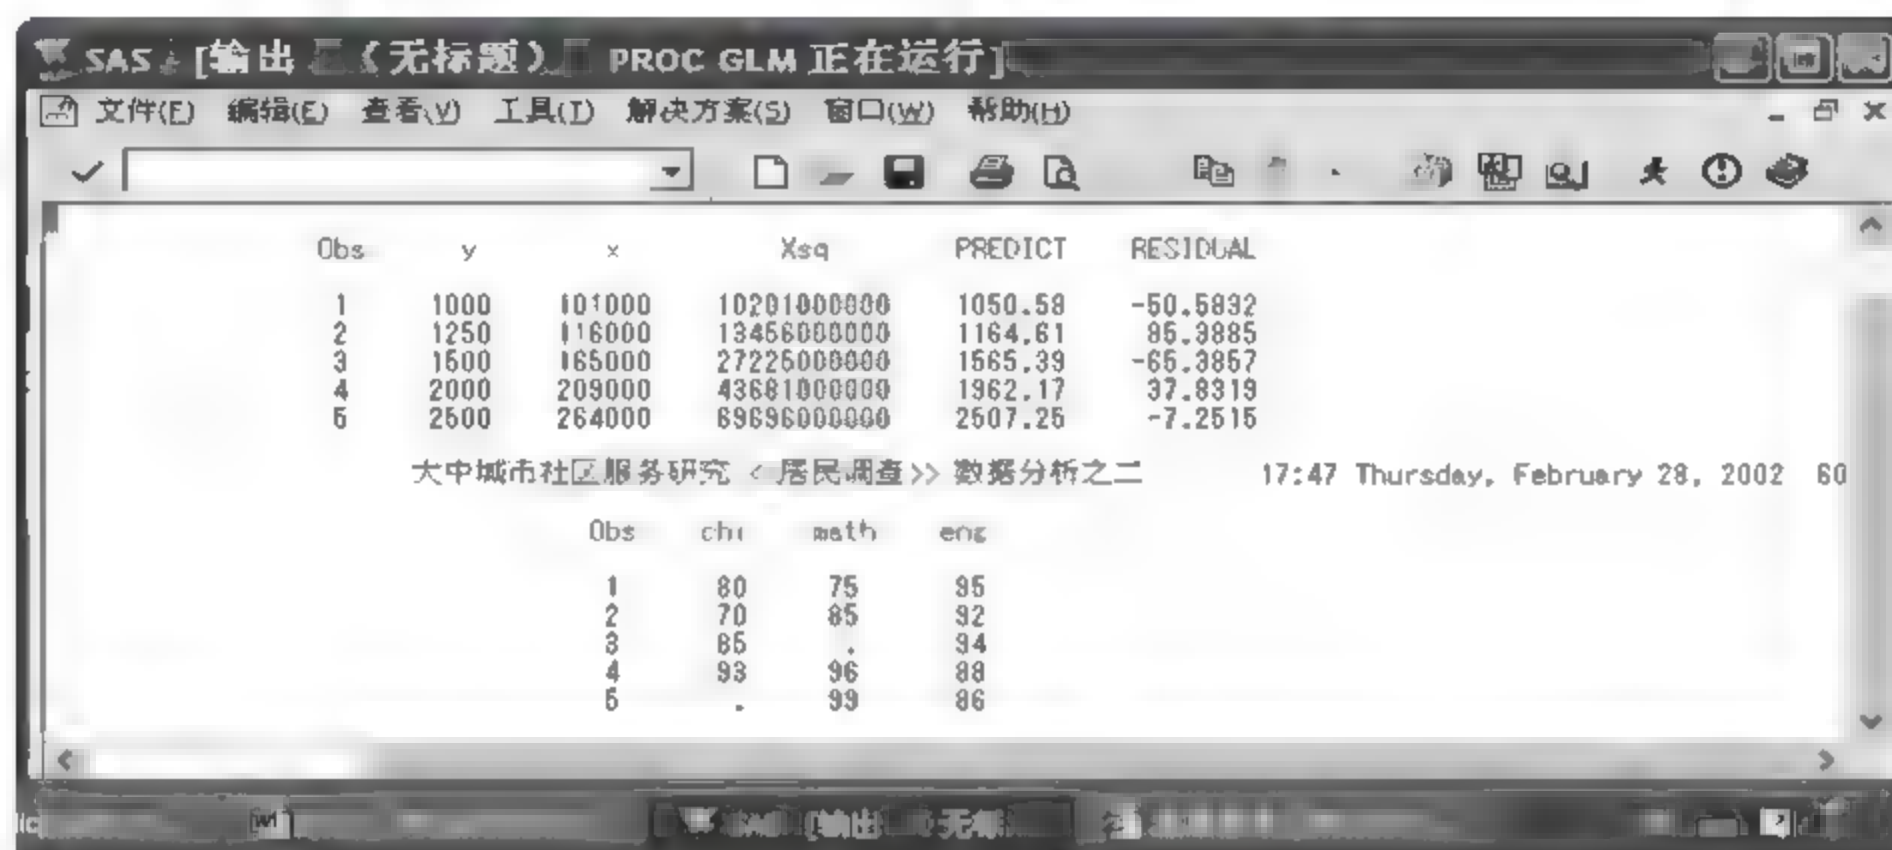 SAS - [输出 - (无标题) PROC GLM 正在运行]
文件(F) 编辑(E) 查看(V) 工具(T) 解决方案(S) 窗口(W) 帮助(H)
Obs y x Xsq PREDICT RESIDUAL
1 1000 101000 10201000000 1050.58 -50.5832
2 1250 116000 13456000000 1164.61 85.3885
3 1500 165000 27225000000 1565.39 -65.3857
4 2000 209000 43681000000 1962.17 37.8319
5 2500 264000 69696000000 2507.25 -7.2515
大中城市社区服务研究 < 居民调查>> 数据分析之二 17:47 Thursday, February 28, 2002 60
Obs chi math eng
1 80 75 95
2 70 85 92
3 85 . 94
4 93 96 88
5 . 99 86